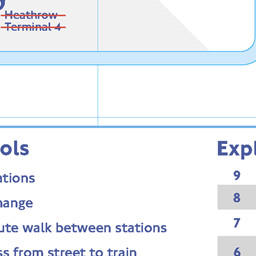 Heathrow
Terminal 4
ols
Expl
ations
9
hange
8
ute walk between stations
7
ss from street to train
6